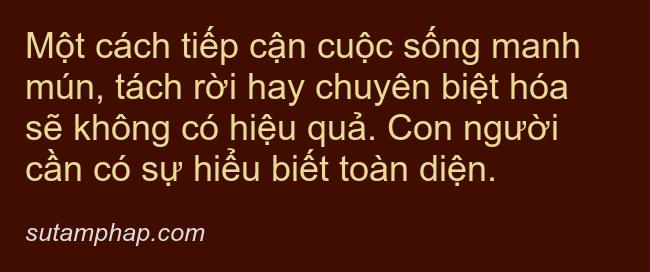 Một cách tiếp cận cuộc sống manh
mún, tách rời hay chuyên biệt hóa
sẽ không có hiệu quả. Con người
cần có sự hiểu biết toàn diện.
sutamphap.com